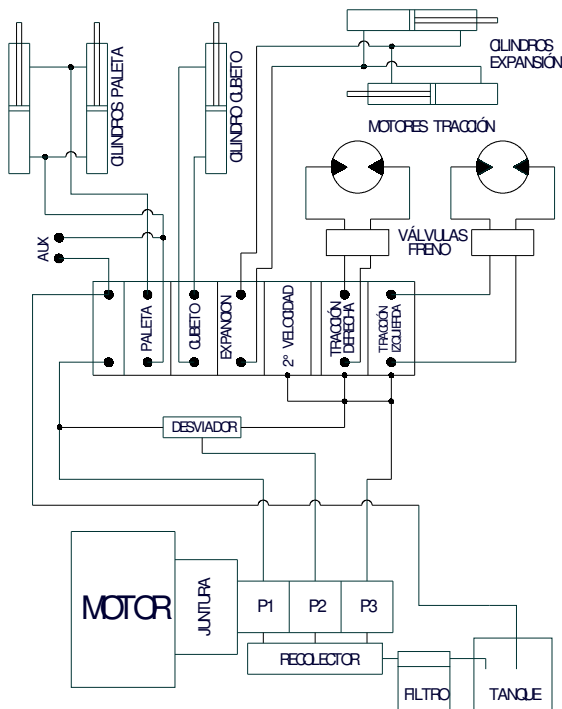 CILINDROS PALETA
CILINDRO CUBETO
CILINDROS
EXPANSIÓN
MOTORES TRACCIÓN
VÁLVULAS
FRENO
AUX
PALETA
CUBETO
EXPANCION
2º VELOCIDAD
TRACCIÓN
DERECHA
TRACCIÓN
IZQUIERDA
DESVIADOR
MOTOR
JUNTURA
P1
P2
P3
RECOLECTOR
FILTRO
TANQUE